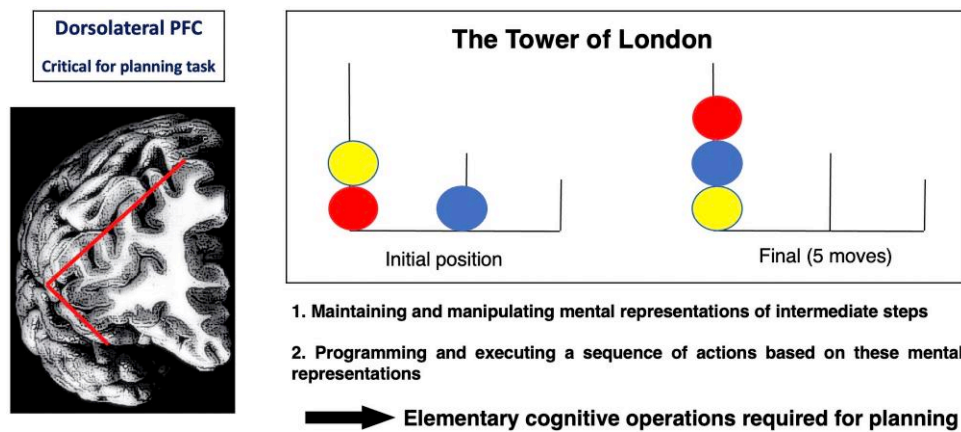 Dorsolateral PFC
Critical for planning task
The Tower of London
Initial position
Final (5 moves)
1. Maintaining and manipulating mental representations of intermediate steps
2. Programming and executing a sequence of actions based on these mental
representations
Elementary cognitive operations required for planning